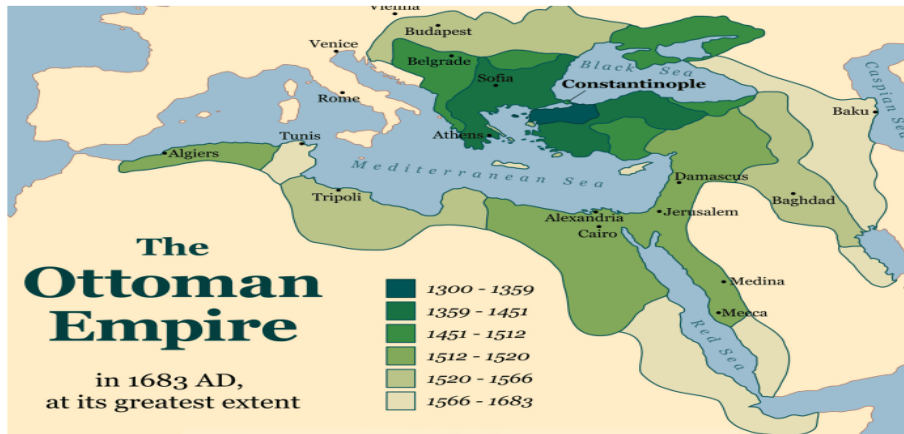 Vienna
Budapest
Venice
Belgrade
Black Sea
Caspian Sea
Sofia
Constantinople
Rome
Baku
Tunis
Athens
Algiers
Mediterranean Sea
Damascus
Tripoli
Baghdad
Alexandria
Jerusalem
Cairo
Medina
Mecca
Red Sea
The
Ottoman
Empire
in 1683 AD,
at its greatest extent
1300 - 1359
1359 - 1451
1451 - 1512
1512 - 1520
1520 - 1566
1566 - 1683